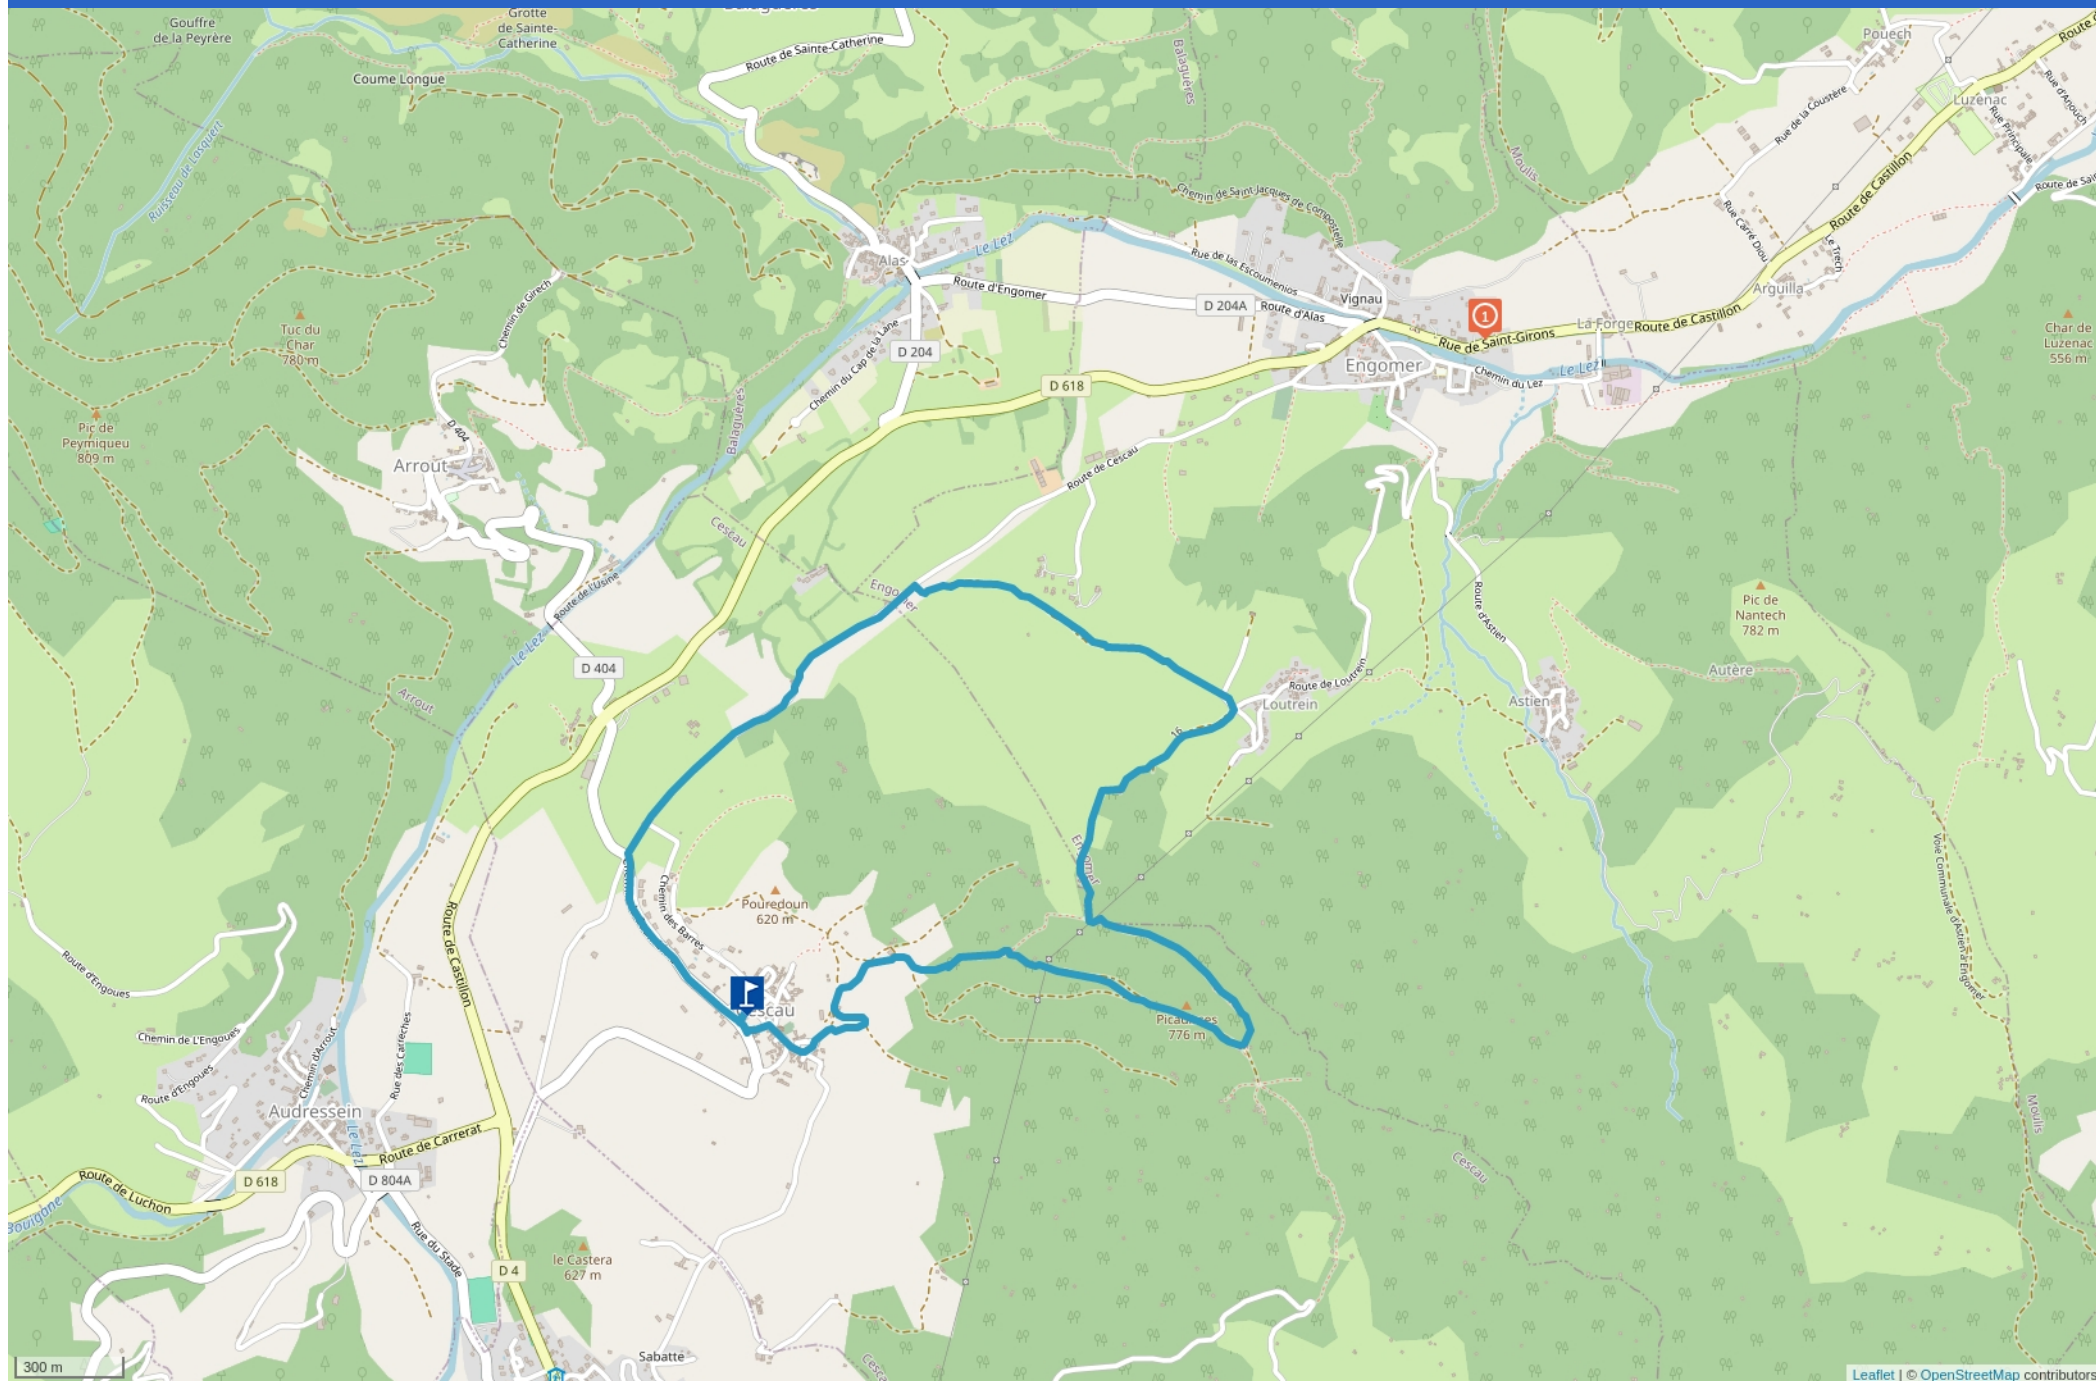 Gouffre
de la Peyrère
Grotte
de Sainte-
Catherine
Coume Longue
Route de Sainte-Catherine
Balaguères
Pouech
Luzenac
Rue d'Anouch
Rue Principale
Rue de la Coustère
Route de Castillon
Ruisseau de Lasquert
Moulis
Chemin de Saint-Jacques de Compostelle
Rue Carré Diou
Le Trech
Arguilla
Alas
Le Lez
Rue de las Escoumenios
Route d'Engomer
D 204A
Route d'Alas
Vignau
1
Rue de Saint-Girons
La Forge
Route de Castillon
Char de
Luzenac
556 m
Tuc du
Char
780 m
Chemin de Girech
Chemin du Cap de la Lane
D 204
Engomer
Chemin du Lez
Le Lez
D 618
Balaguères
Pic de
Peymiqueu
809 m
D 404
Arrout
Route de Cescau
Cescau
Route de l'Usine
Engomer
Le Lez
Route d'Astien
Pic de
Nantech
782 m
D 404
Arrout
Route de Loutrein
Loutrein
Autère
Astien
16
Engomer
Chemin des Barres
Pouredoun
620 m
Voie Communale d'Astien à Engomer
Route de Castillon
Route d'Engoues
Chemin de L'Engoues
Chemin d'Arrout
Rue des Carreches
Route d'Engoues
776 m
Audressein
Le Lez
Route de Carrerat
Moulis
Cescau
D 618
D 804A
Route de Luchon
Bouigane
Rue du Stade
le Castera
627 m
D 4
Sabatte
300 m
Leaflet | © OpenStreetMap contributors